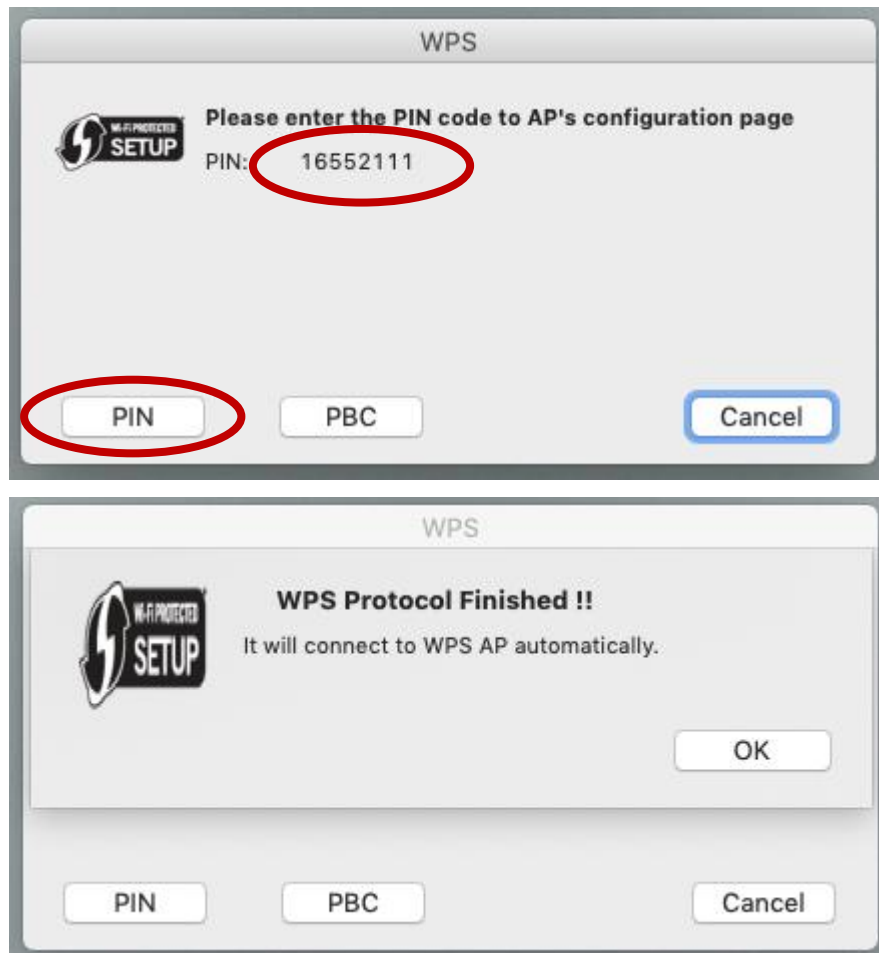 WPS
Please enter the PIN code to AP's configuration page
Wi-Fi PROTECTED
SETUP
PIN: 16552111
PIN PBC Cancel
WPS
WPS Protocol Finished !!
Wi-Fi PROTECTED
SETUP
It will connect to WPS AP automatically.
OK
PIN PBC Cancel